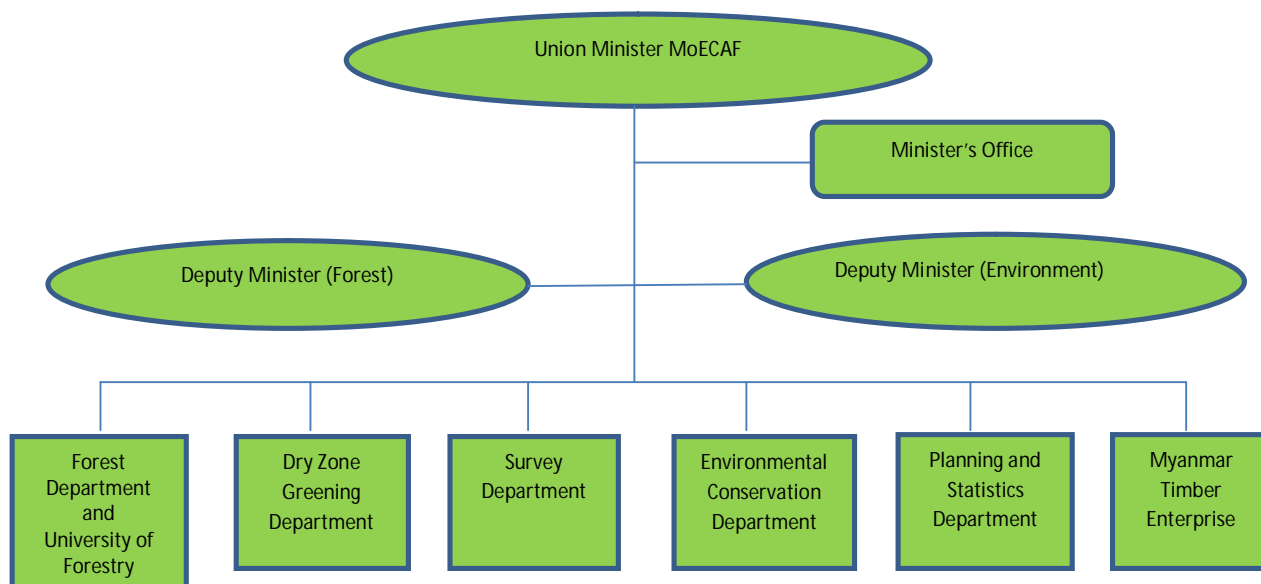 Union Minister MoECAF
Minister's Office
Deputy Minister (Forest)
Deputy Minister (Environment)
Forest
Department
and
University of
Forestry
Dry Zone
Greening
Department
Survey
Department
Environmental
Conservation
Department
Planning and
Statistics
Department
Myanmar
Timber
Enterprise